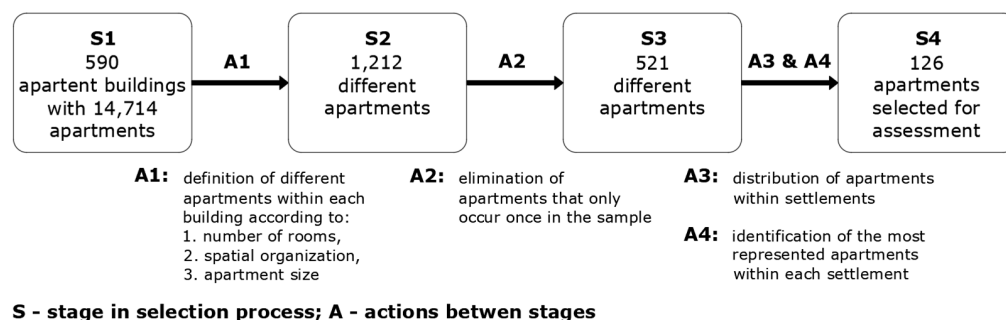 S1
590
apartent buildings
with 14,714
apartments
A1
S2
1,212
different
apartments
A2
S3
521
different
apartments
A3 & A4
S4
126
apartments
selected for
assessment
A1: definition of different
apartments within each
building according to:
1. number of rooms,
2. spatial organization,
3. apartment size
A2: elimination of
apartments that only
occur once in the sample
A3: distribution of apartments
within settlements
A4: identification of the most
represented apartments
within each settlement
S - stage in selection process; A - actions betwen stages